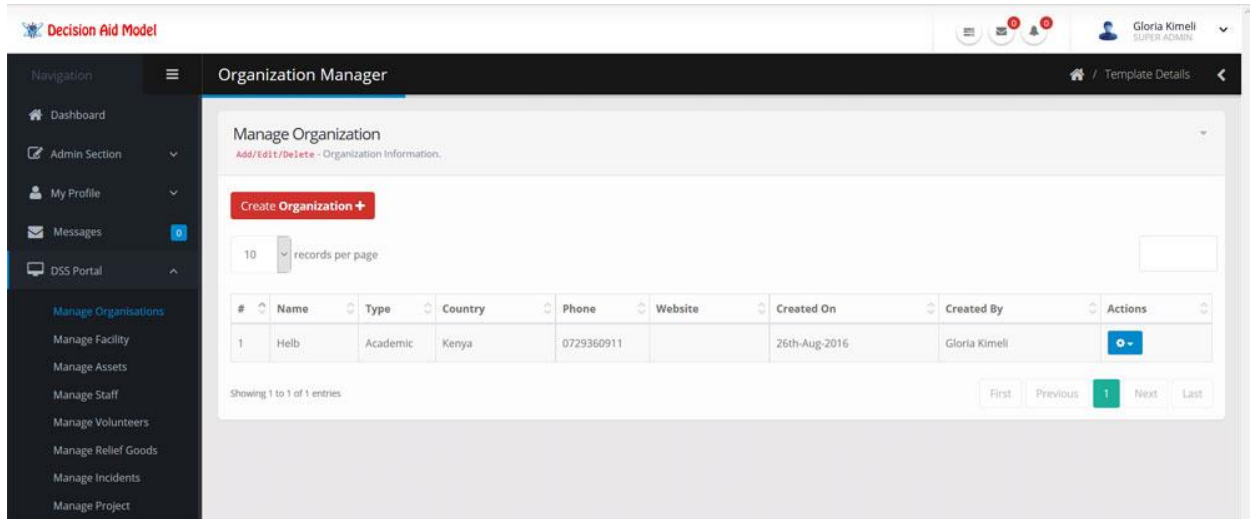 Decision Aid Model
0
0
Gloria Kimeli
SUPER ADMIN
Navigation
Organization Manager
/ Template Details
Dashboard
Admin Section
My Profile
Messages 0
DSS Portal
Manage Organisations
Manage Facility
Manage Assets
Manage Staff
Manage Volunteers
Manage Relief Goods
Manage Incidents
Manage Project
Manage Organization
Add/Edit/Delete - Organization Information.
Create Organization +
10 records per page
# Name Type Country Phone Website Created On Created By Actions
1 Helb Academic Kenya 0729360911 26th-Aug-2016 Gloria Kimeli
Showing 1 to 1 of 1 entries
First Previous 1 Next Last